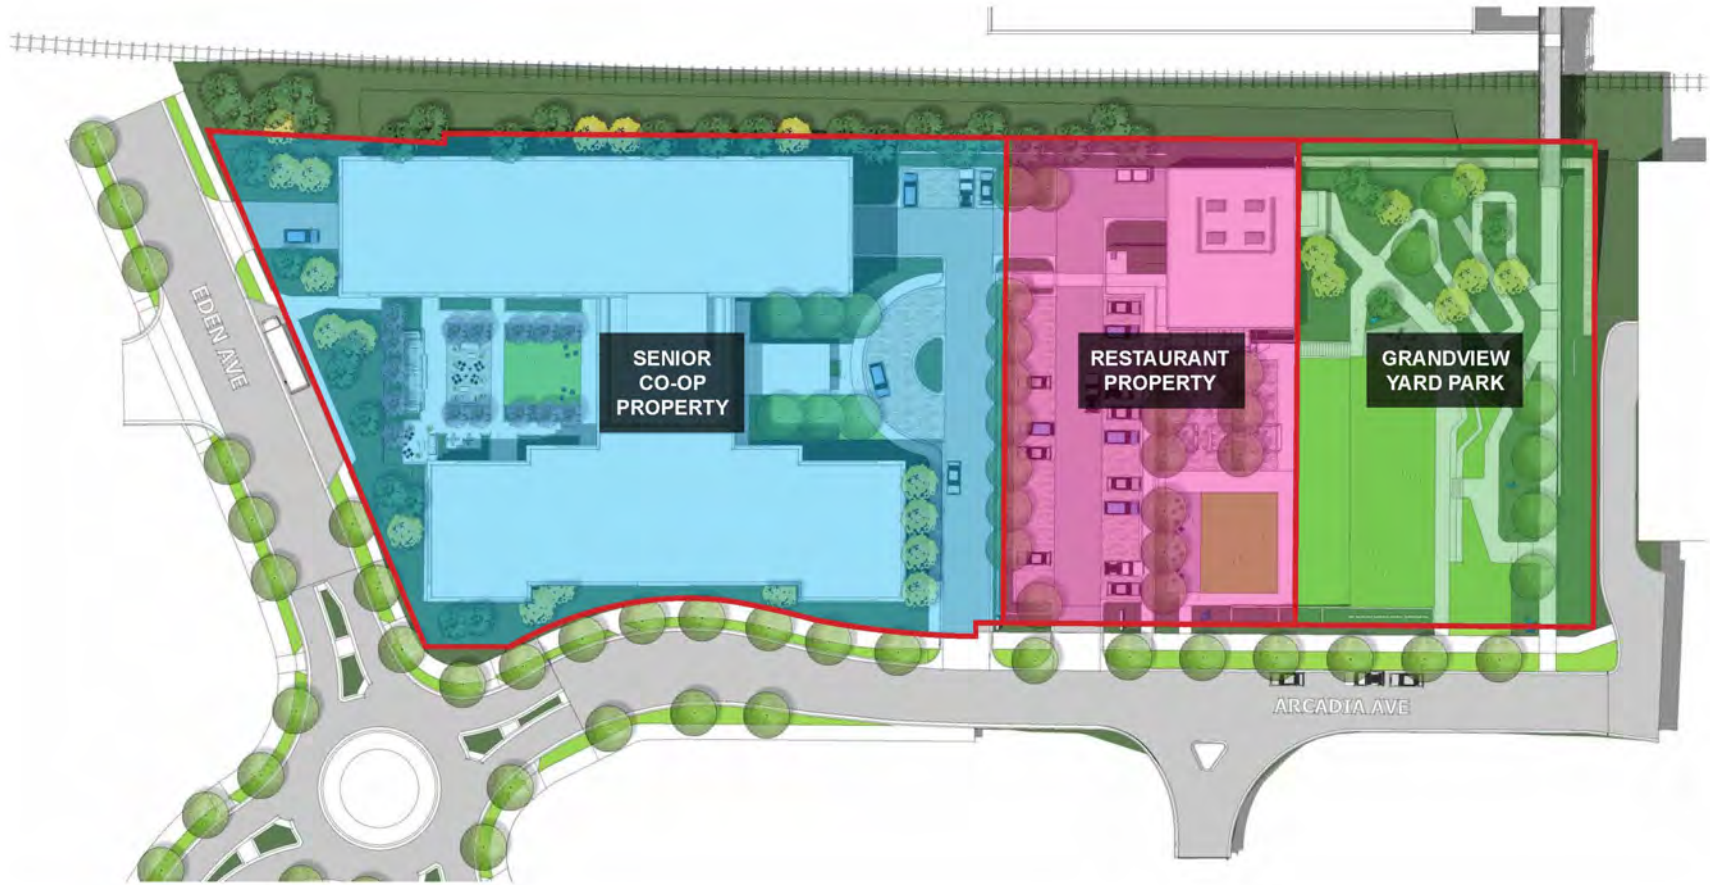 EDEN AVE
SENIOR
CO-OP
PROPERTY
RESTAURANT
PROPERTY
GRANDVIEW
YARD PARK
ARCADIA AVE